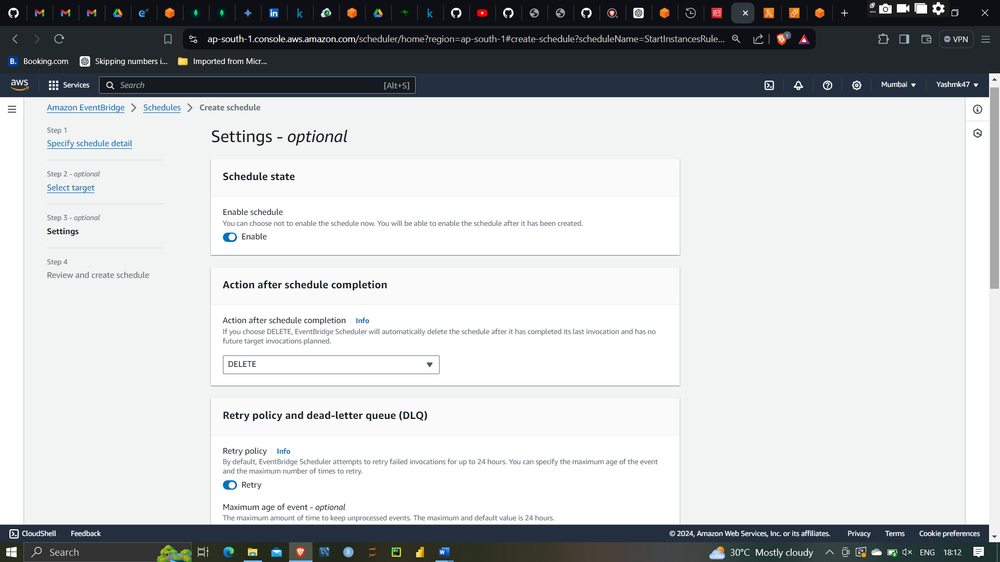 ap-south-1.console.aws.amazon.com/scheduler/home?region=ap-south-1#create-schedule?scheduleName=StartInstancesRule...
1
VPN
B. Booking.com
Skipping numbers i...
Imported from Micr...
aws
Services
Search
[Alt+S]
Mumbai
Yashmk47
Amazon EventBridge
Schedules
Create schedule
Step 1
Specify schedule detail
Step 2 - optional
Select target
Step 3 - optional
Settings
Step 4
Review and create schedule
Settings - optional
Schedule state
Enable schedule
You can choose not to enable the schedule now. You will be able to enable the schedule after it has been created.
Enable
Action after schedule completion
Action after schedule completion Info
If you choose DELETE, EventBridge Scheduler will automatically delete the schedule after it has completed its last invocation and has no
future target invocations planned.
DELETE
Retry policy and dead-letter queue (DLQ)
Retry policy Info
By default, EventBridge Scheduler attempts to retry failed invocations for up to 24 hours. You can specify the maximum age of the event
and the maximum number of times to retry.
Retry
Maximum age of event - optional
The maximum amount of time to keep unprocessed events. The maximum and default value is 24 hours.
CloudShell
Feedback
© 2024, Amazon Web Services, Inc. or its affiliates.
Privacy
Terms
Cookie preferences
Search
30°C Mostly cloudy
ENG
18:12